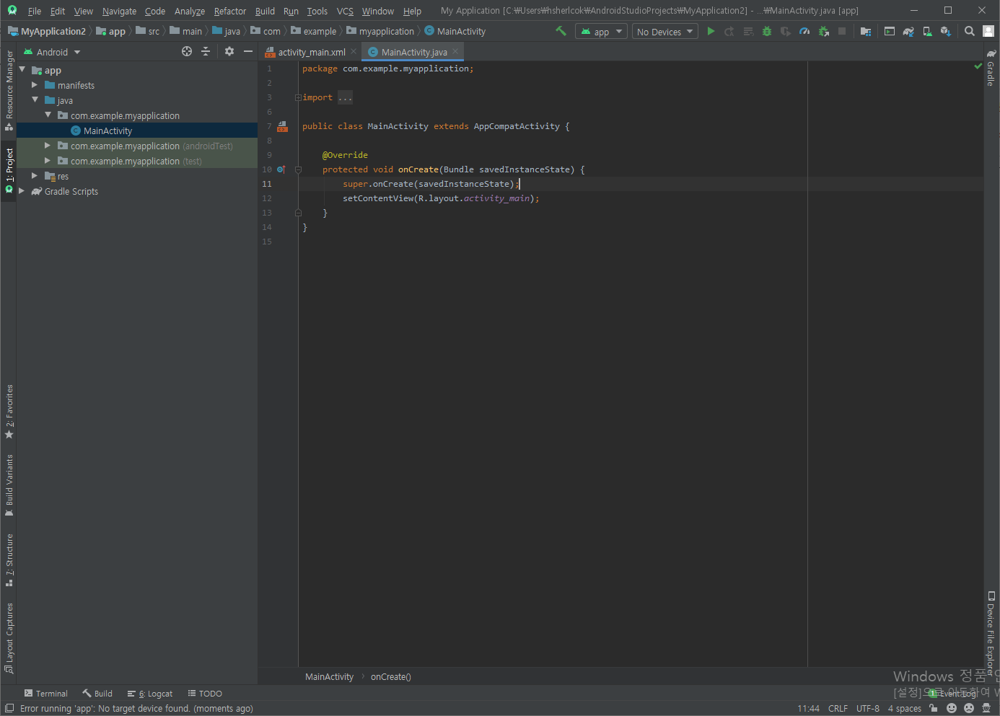 File Edit View Navigate Code Analyze Refactor Build Run Tools VCS Window Help My Application [C:₩Users₩hsherlcok₩AndroidStudioProjects₩MyApplication2] - ...₩MainActivity.java [app]
MyApplication2 app src main java com example myapplication MainActivity app No Devices
Android
activity_main.xml MainActivity.java
Resource Manager
1: Project
2: Favorites
Build Variants
7: Structure
Layout Captures
app
manifests
java
com.example.myapplication
MainActivity
com.example.myapplication (androidTest)
com.example.myapplication (test)
res
Gradle Scripts
1 package com.example.myapplication;
2
3 import ...
6
7 public class MainActivity extends AppCompatActivity {
8
9 @Override
10 protected void onCreate(Bundle savedInstanceState) {
11 super.onCreate(savedInstanceState);
12 setContentView(R.layout.activity_main);
13 }
14 }
15
Gradle
Device File Explorer
MainActivity onCreate()
Windows 정품
[설정]으로 이동하여 W
Terminal Build 6: Logcat TODO 1 Event Log
Error running 'app': No target device found. (moments ago) 11:44 CRLF UTF-8 4 spaces